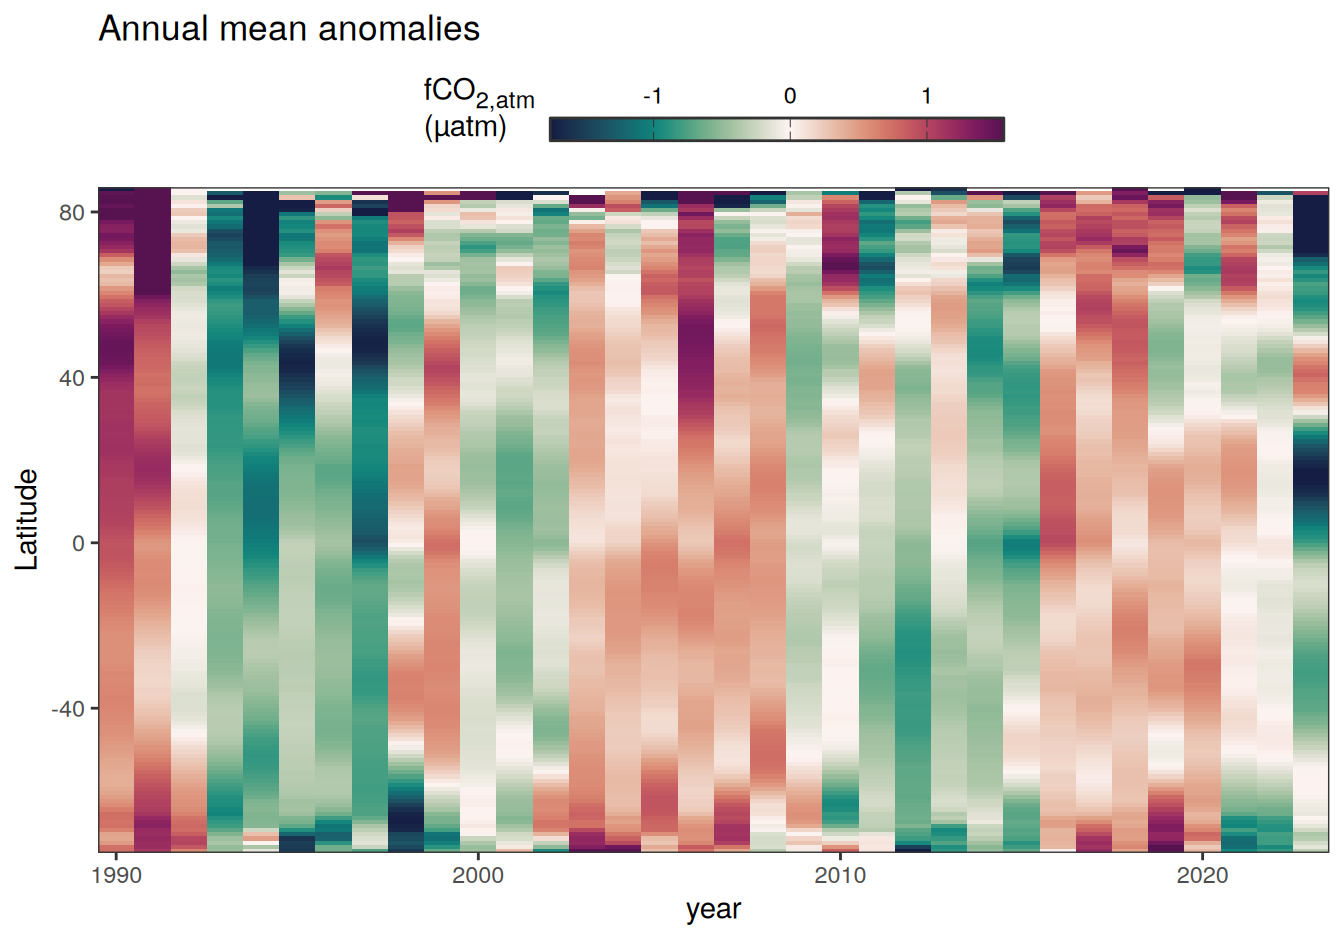 Annual mean anomalies
fCO2,atm
(µatm)
-1 0 1
80
40
0
-40
Latitude
1990 2000 2010 2020
year